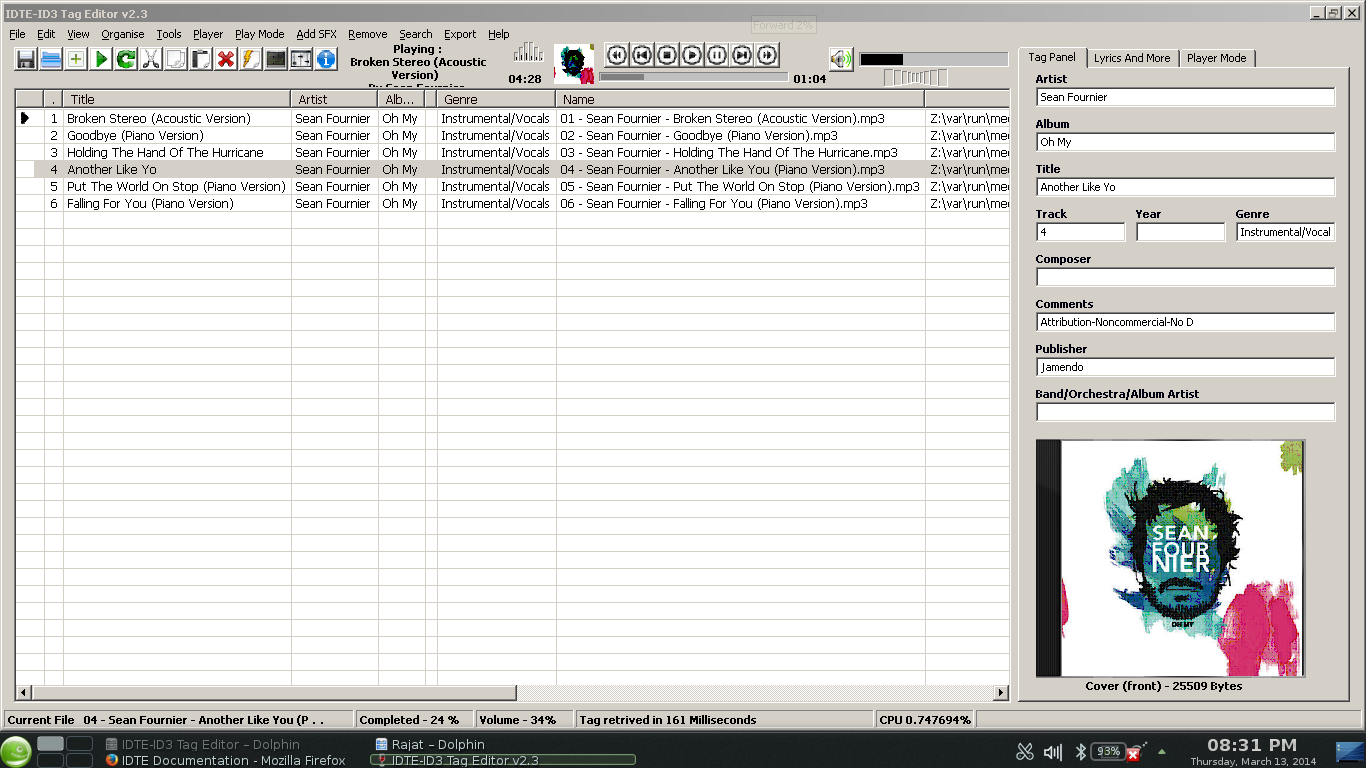 IDTE-ID3 Tag Editor v2.3
Forward 2%
File Edit View Organise Tools Player Play Mode Add SFX Remove Search Export Help
Playing :
Broken Stereo (Acoustic
Version)
By Sean Fournier
04:28
01:04
. Title Artist Alb... Genre Name
1 Broken Stereo (Acoustic Version) Sean Fournier Oh My Instrumental/Vocals 01 - Sean Fournier - Broken Stereo (Acoustic Version).mp3 Z:\var\run\med
2 Goodbye (Piano Version) Sean Fournier Oh My Instrumental/Vocals 02 - Sean Fournier - Goodbye (Piano Version).mp3 Z:\var\run\med
3 Holding The Hand Of The Hurricane Sean Fournier Oh My Instrumental/Vocals 03 - Sean Fournier - Holding The Hand Of The Hurricane.mp3 Z:\var\run\med
4 Another Like Yo Sean Fournier Oh My Instrumental/Vocals 04 - Sean Fournier - Another Like You (Piano Version).mp3 Z:\var\run\med
5 Put The World On Stop (Piano Version) Sean Fournier Oh My Instrumental/Vocals 05 - Sean Fournier - Put The World On Stop (Piano Version).mp3 Z:\var\run\med
6 Falling For You (Piano Version) Sean Fournier Oh My Instrumental/Vocals 06 - Sean Fournier - Falling For You (Piano Version).mp3 Z:\var\run\med
Tag Panel Lyrics And More Player Mode
Artist
Sean Fournier
Album
Oh My
Title
Another Like Yo
Track Year Genre
4 Instrumental/Vocal
Composer
Comments
Attribution-Noncommercial-No D
Publisher
Jamendo
Band/Orchestra/Album Artist
SEAN
FOUR
NIER.
OH MY
Cover (front) - 25509 Bytes
Current File 04 - Sean Fournier - Another Like You (P . . Completed - 24 % Volume - 34% Tag retrived in 161 Milliseconds CPU 0.747694%
IDTE-ID3 Tag Editor – Dolphin
IDTE Documentation - Mozilla Firefox
Rajat – Dolphin
IDTE-ID3 Tag Editor v2.3
93%
08:31 PM
Thursday, March 13, 2014